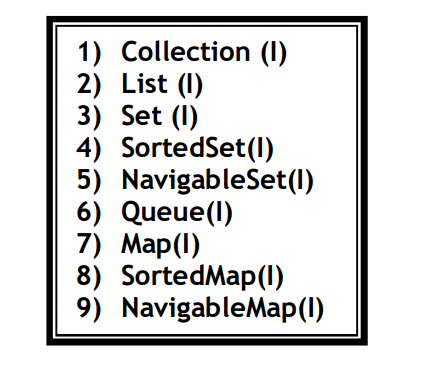 1) Collection (I)
2) List (I)
3) Set (I)
4) SortedSet(I)
5) NavigableSet(I)
6) Queue(I)
7) Map(I)
8) SortedMap(I)
9) NavigableMap(I)